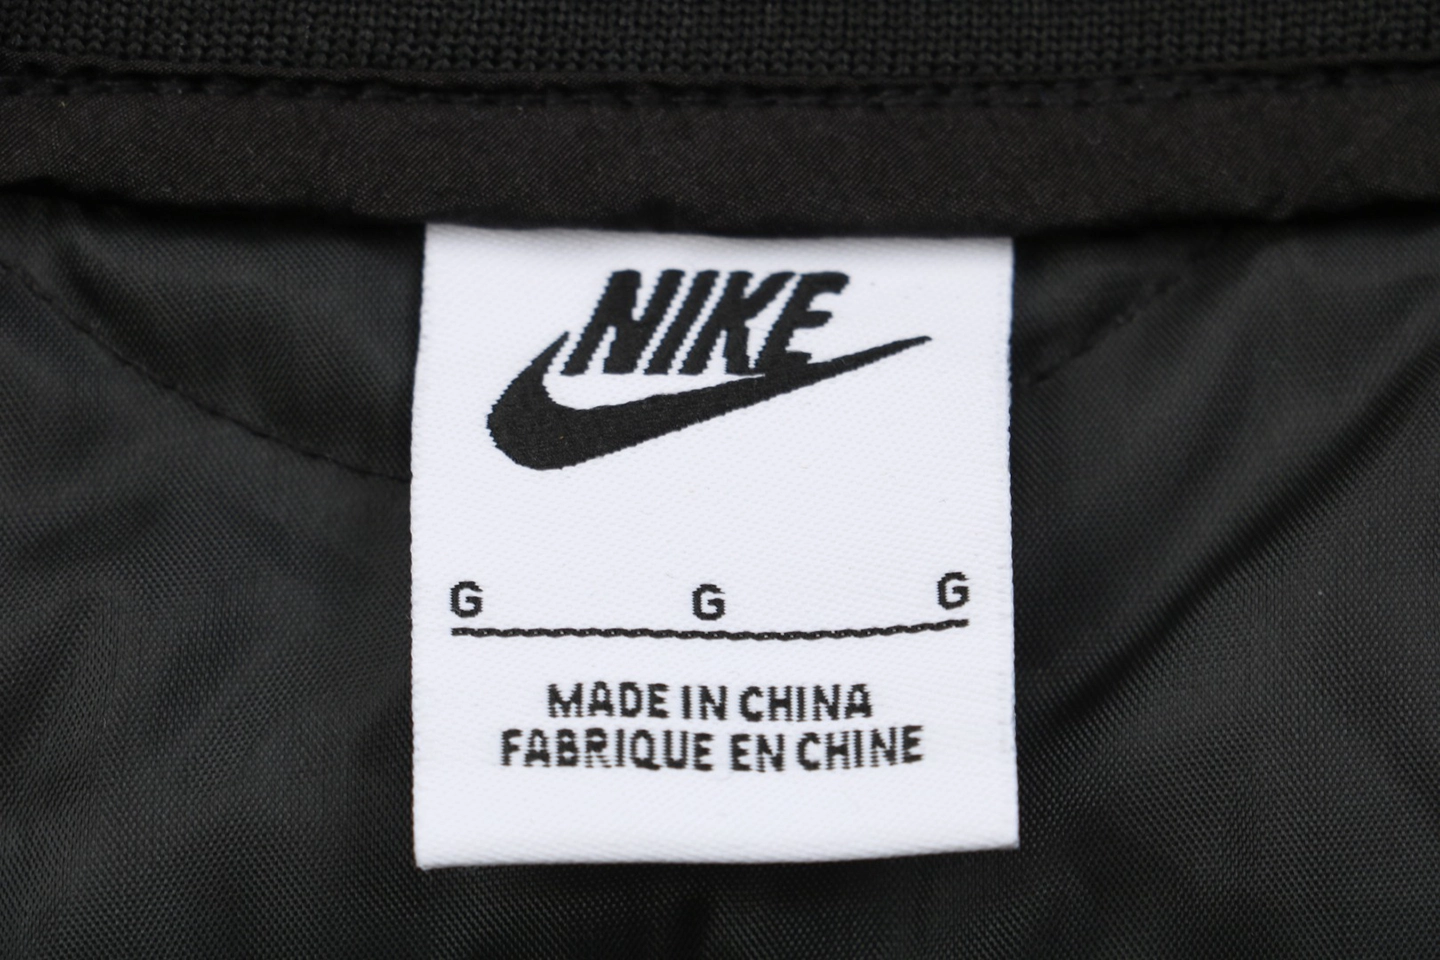 NIKE
G G G
MADE IN CHINA
FABRIQUE EN CHINE